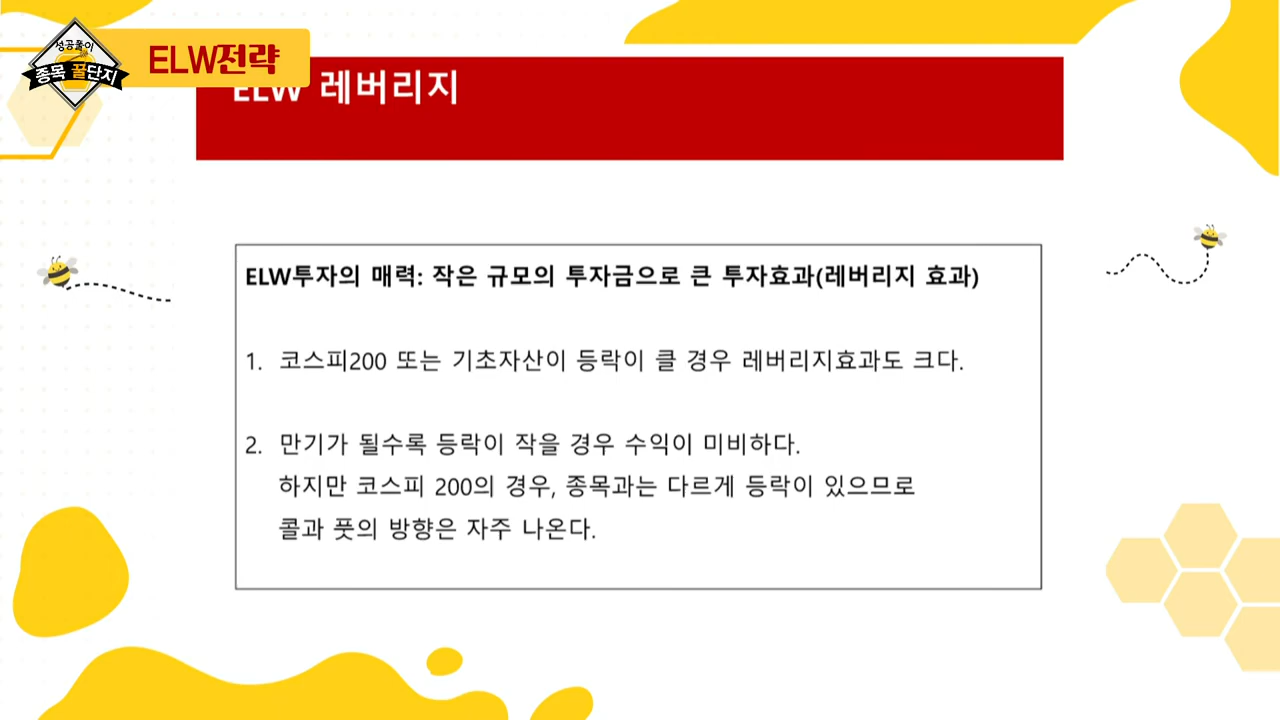 성공풀이
종목 꿀단지
ELW전략
ELW 레버리지
ELW투자의 매력: 작은 규모의 투자금으로 큰 투자효과(레버리지 효과)
1. 코스피200 또는 기초자산이 등락이 클 경우 레버리지효과도 크다.
2. 만기가 될수록 등락이 작을 경우 수익이 미비하다.
하지만 코스피 200의 경우, 종목과는 다르게 등락이 있으므로
콜과 풋의 방향은 자주 나온다.